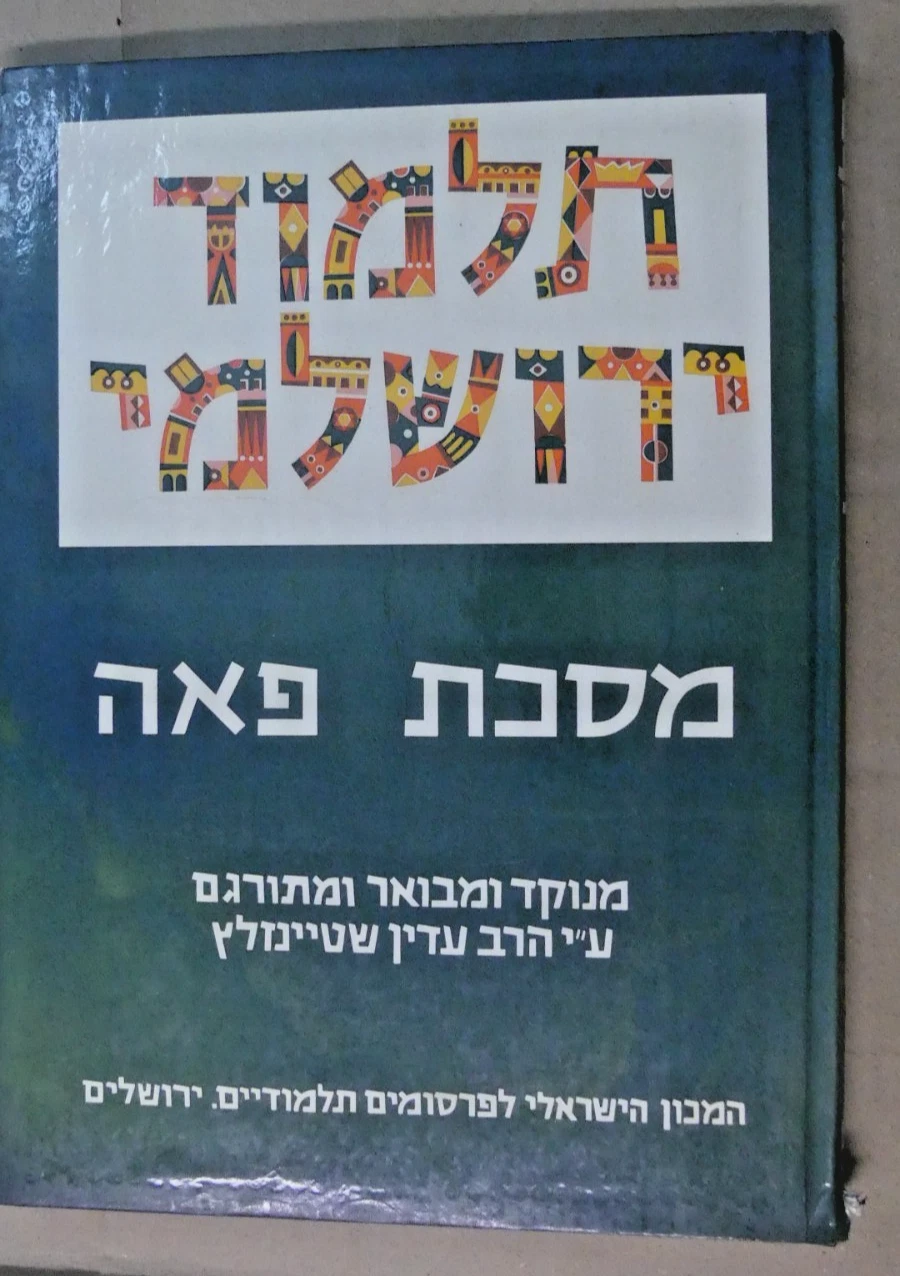 תלמוד
ירושלמי
מסכת פאה
מנוקד ומבואר ומתורגם
ע״י הרב עדין שטיינזלץ
המכון הישראלי לפרסומים תלמודיים. ירושלים